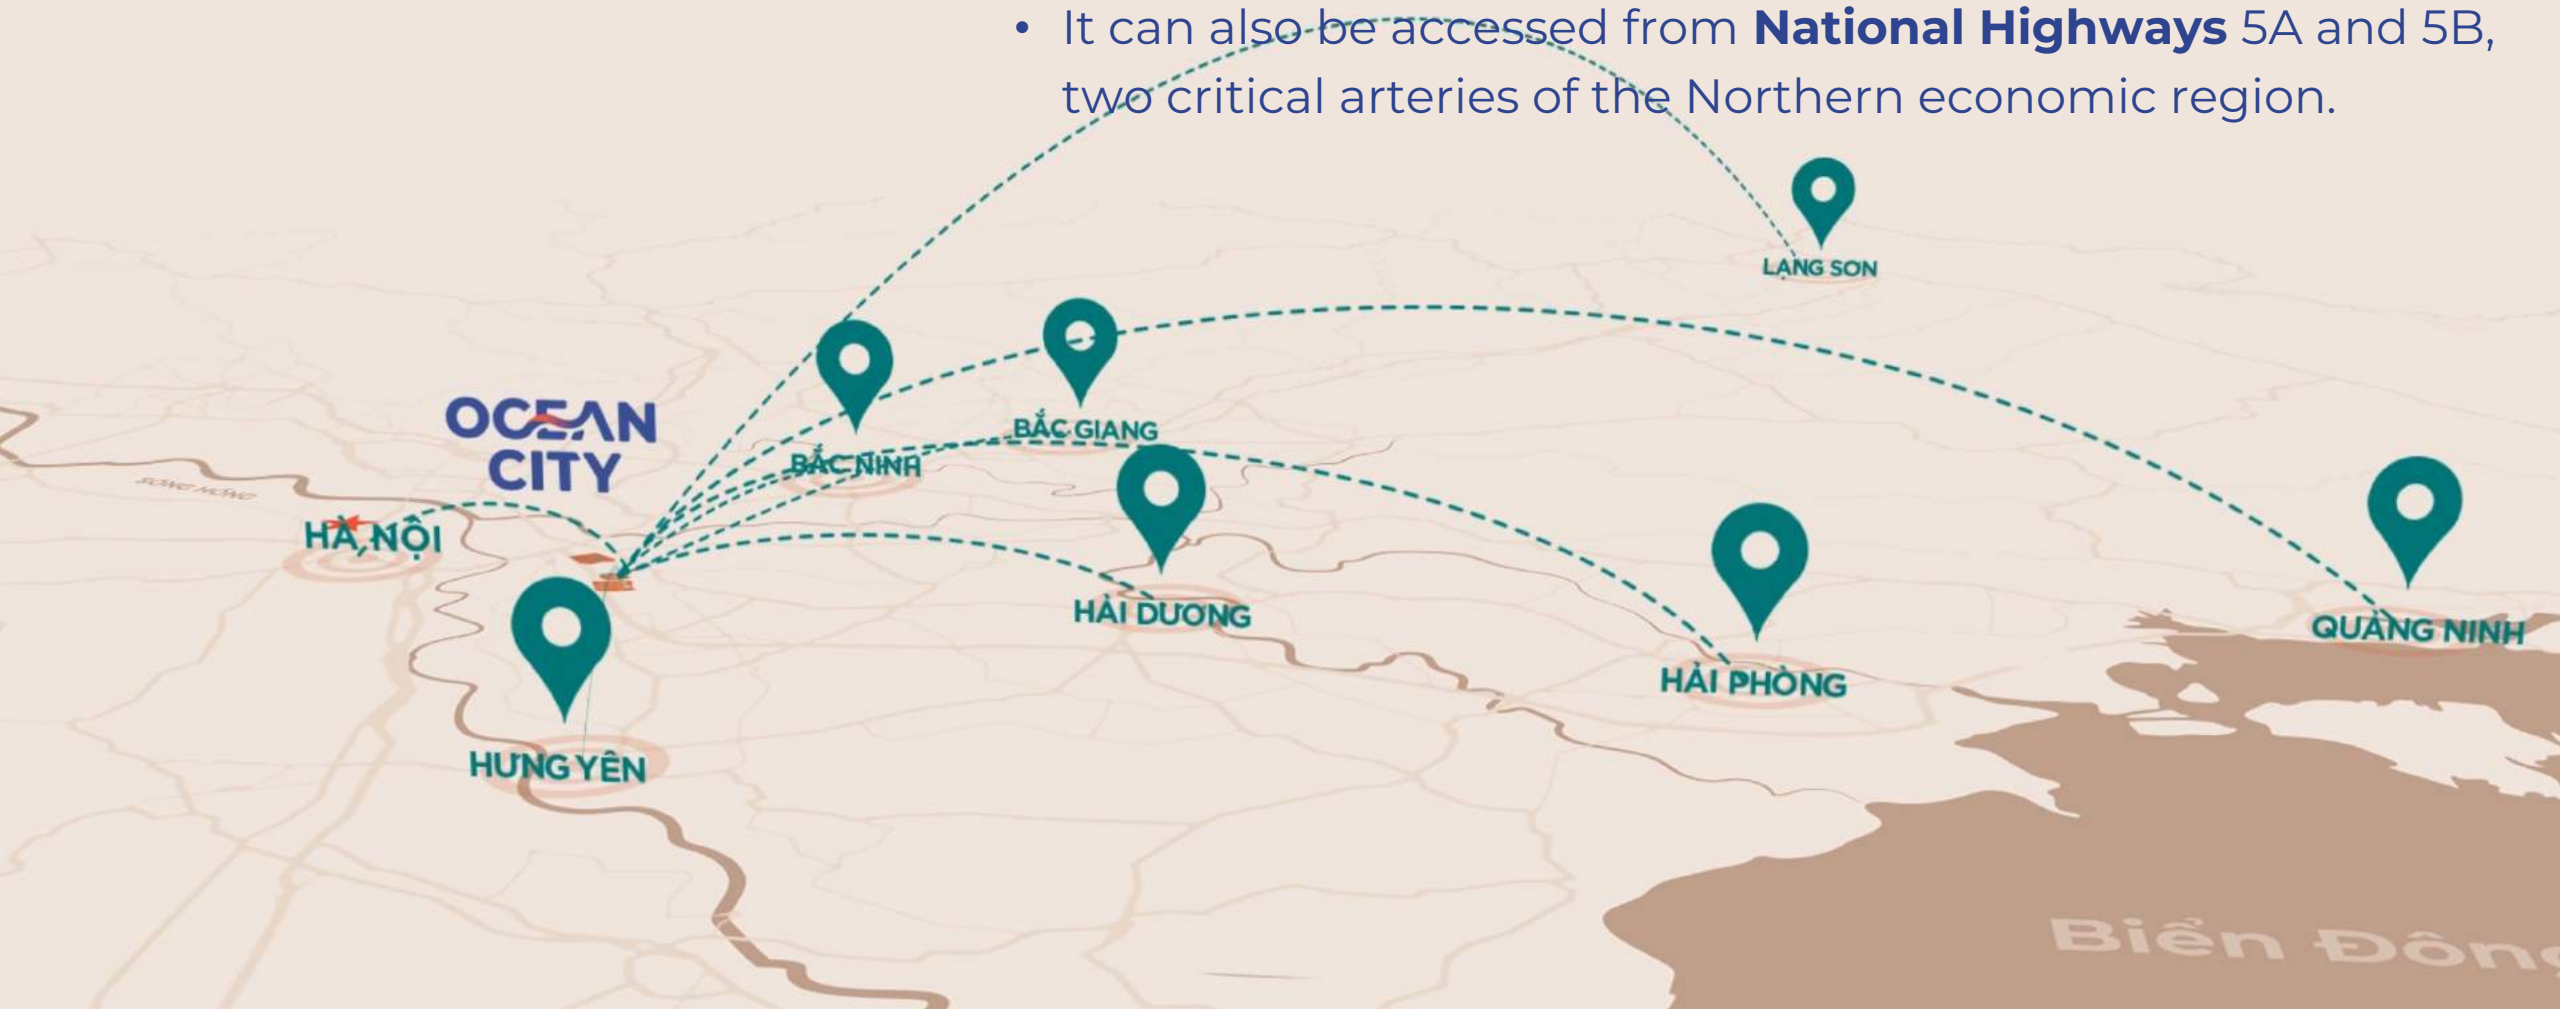 • It can also be accessed from National Highways 5A and 5B,
two critical arteries of the Northern economic region.
LẠNG SƠN
BẮC GIANG
BẮC NINH
OCEAN
CITY
SÔNG HỒNG
HÀ NỘI
HẢI DƯƠNG
QUẢNG NINH
HẢI PHÒNG
HƯNG YÊN
Biển Đông